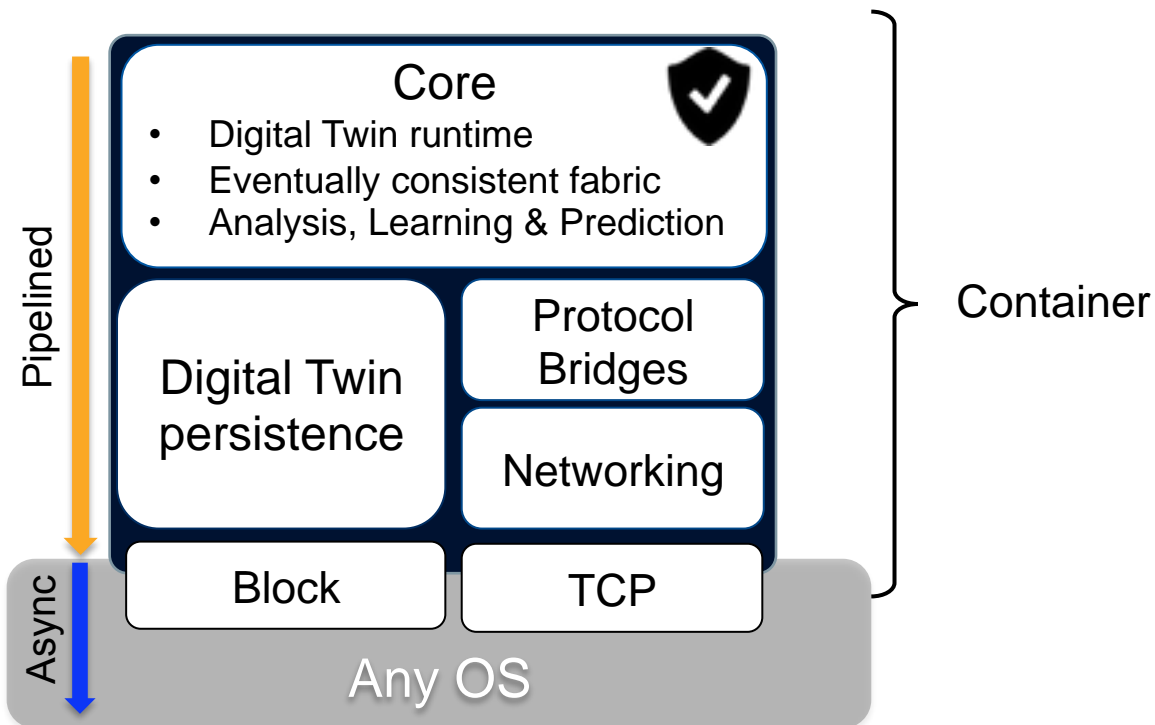 Core
• Digital Twin runtime
• Eventually consistent fabric
• Analysis, Learning & Prediction
Pipelined
Digital Twin
persistence
Protocol
Bridges
Networking
Container
Async
Block
TCP
Any OS